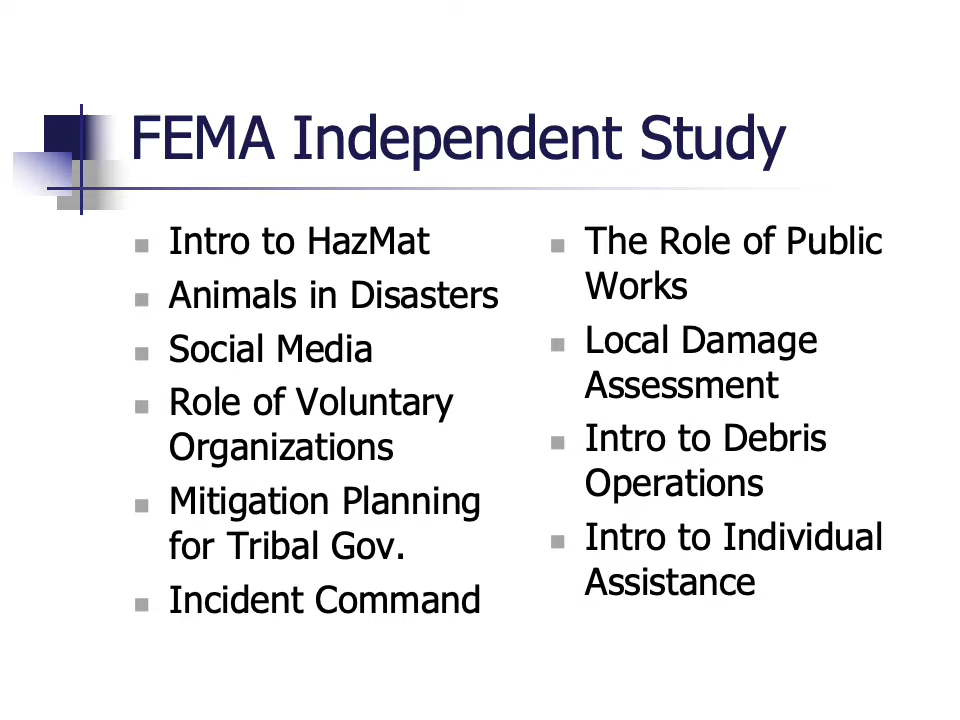 FEMA Independent Study
Intro to HazMat
Animals in Disasters
Social Media
Role of Voluntary
Organizations
Mitigation Planning
for Tribal Gov.
Incident Command
The Role of Public
Works
Local Damage
Assessment
Intro to Debris
Operations
Intro to Individual
Assistance